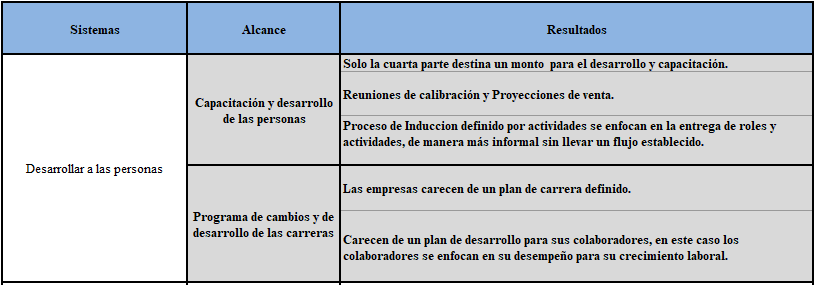 Sistemas
Alcance
Resultados
Desarrollar a las personas
Capacitación y desarrollo
de las personas
Solo la cuarta parte destina un monto para el desarrollo y capacitación.
Reuniones de calibración y Proyecciones de venta.
Proceso de Induccion definido por actividades se enfocan en la entrega de roles y
actividades, de manera más informal sin llevar un flujo establecido.
Programa de cambios y de
desarrollo de las carreras
Las empresas carecen de un plan de carrera definido.
Carecen de un plan de desarrollo para sus colaboradores, en este caso los
colaboradores se enfocan en su desempeño para su crecimiento laboral.